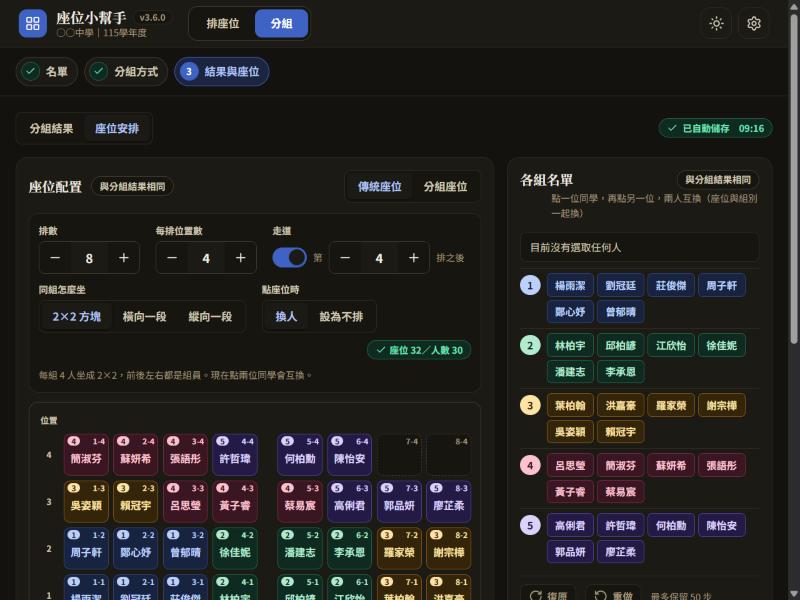 座位小幫手 v3.6.0
〇〇中學｜115學年度
排座位 分組
名單 分組方式 3 結果與座位
分組結果 座位安排
已自動儲存 09:16
座位配置 與分組結果相同 傳統座位 分組座位
排數 每排位置數 走道
− 8 + − 4 + 第 − 4 + 排之後
同組怎麼坐 點座位時
2×2 方塊 橫向一段 縱向一段 換人 設為不排
座位 32／人數 30
每組 4 人坐成 2×2，前後左右都是組員。現在點兩位同學會互換。
位置
4 1-4 4 2-4 4 3-4 5 4-4 5 5-4 5 6-4 7-4 8-4
4 簡淑芬 蘇妍希 張語彤 許哲瑋 何柏勳 陳怡安
3 1-3 3 2-3 4 3-3 4 4-3 4 5-3 5 6-3 5 7-3 5 8-3
3 吳姿穎 賴冠宇 呂思瑩 黃子睿 蔡易宸 高俐君 郭品妍 廖芷柔
1 1-2 1 2-2 1 3-2 2 4-2 2 5-2 2 6-2 3 7-2 3 8-2
2 周子軒 鄭心妤 曾郁晴 徐佳妮 潘建志 李承恩 羅家榮 謝宗樺
1 1-1 1 2-1 1 3-1 2 4-1 2 5-1 2 6-1 3 7-1 3 8-1
1 楊雨潔 劉冠廷 莊俊傑 林柏宇 邱柏諺 江欣怡 葉柏翰 洪嘉豪
各組名單 與分組結果相同
點一位同學，再點另一位，兩人互換（座位與組別
一起換）
目前沒有選取任何人
1 楊雨潔 劉冠廷 莊俊傑 周子軒
鄭心妤 曾郁晴
2 林柏宇 邱柏諺 江欣怡 徐佳妮
潘建志 李承恩
3 葉柏翰 洪嘉豪 羅家榮 謝宗樺
吳姿穎 賴冠宇
4 呂思瑩 簡淑芬 蘇妍希 張語彤
黃子睿 蔡易宸
5 高俐君 許哲瑋 何柏勳 陳怡安
郭品妍 廖芷柔
復原 重做 最多保留 50 步